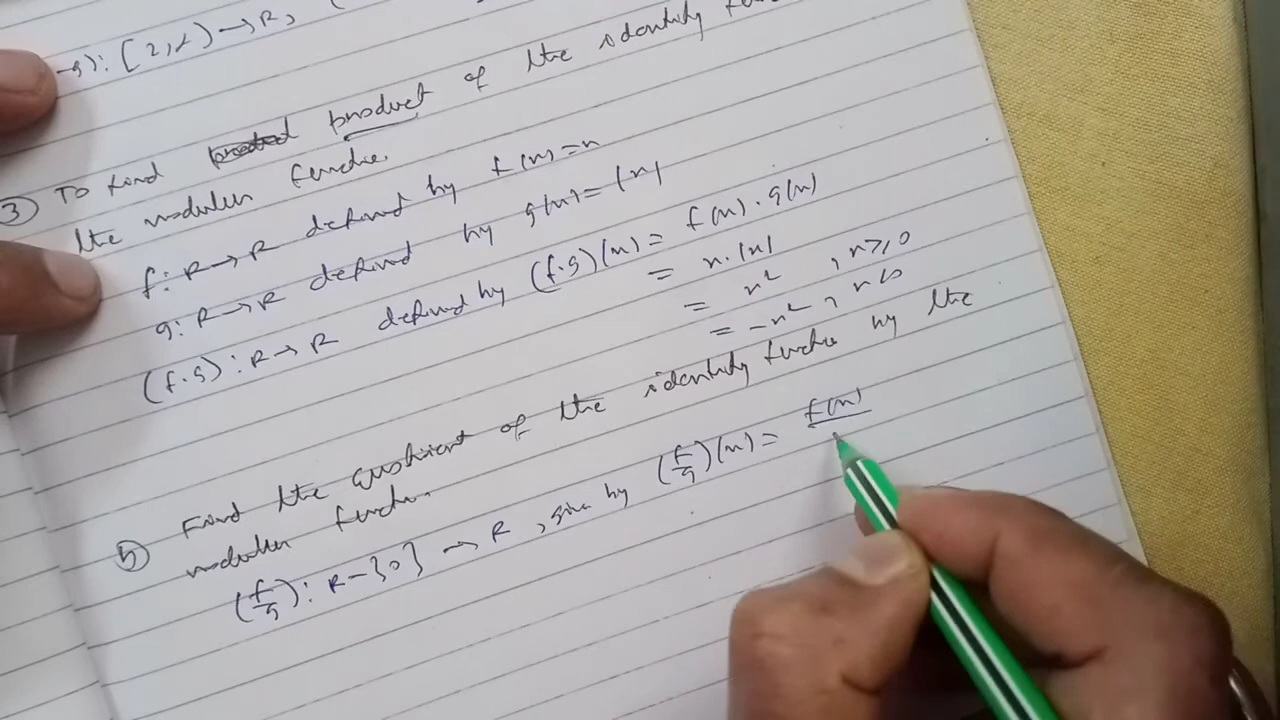 -g): [2,∞) → R, (
③ To find product of the identity func
the modulus function.
f: R → R defined by f(x) = x
g: R → R defined by g(x) = |x|
(f.g): R → R defined by (f.g)(x) = f(x).g(x)
= x.|x|
= x², x≥0
= -x², x<0
⑤ Find the quotient of the identity function by the
modulus function.
(f/g): R-{0} → R, given by (f/g)(x) = f(x)